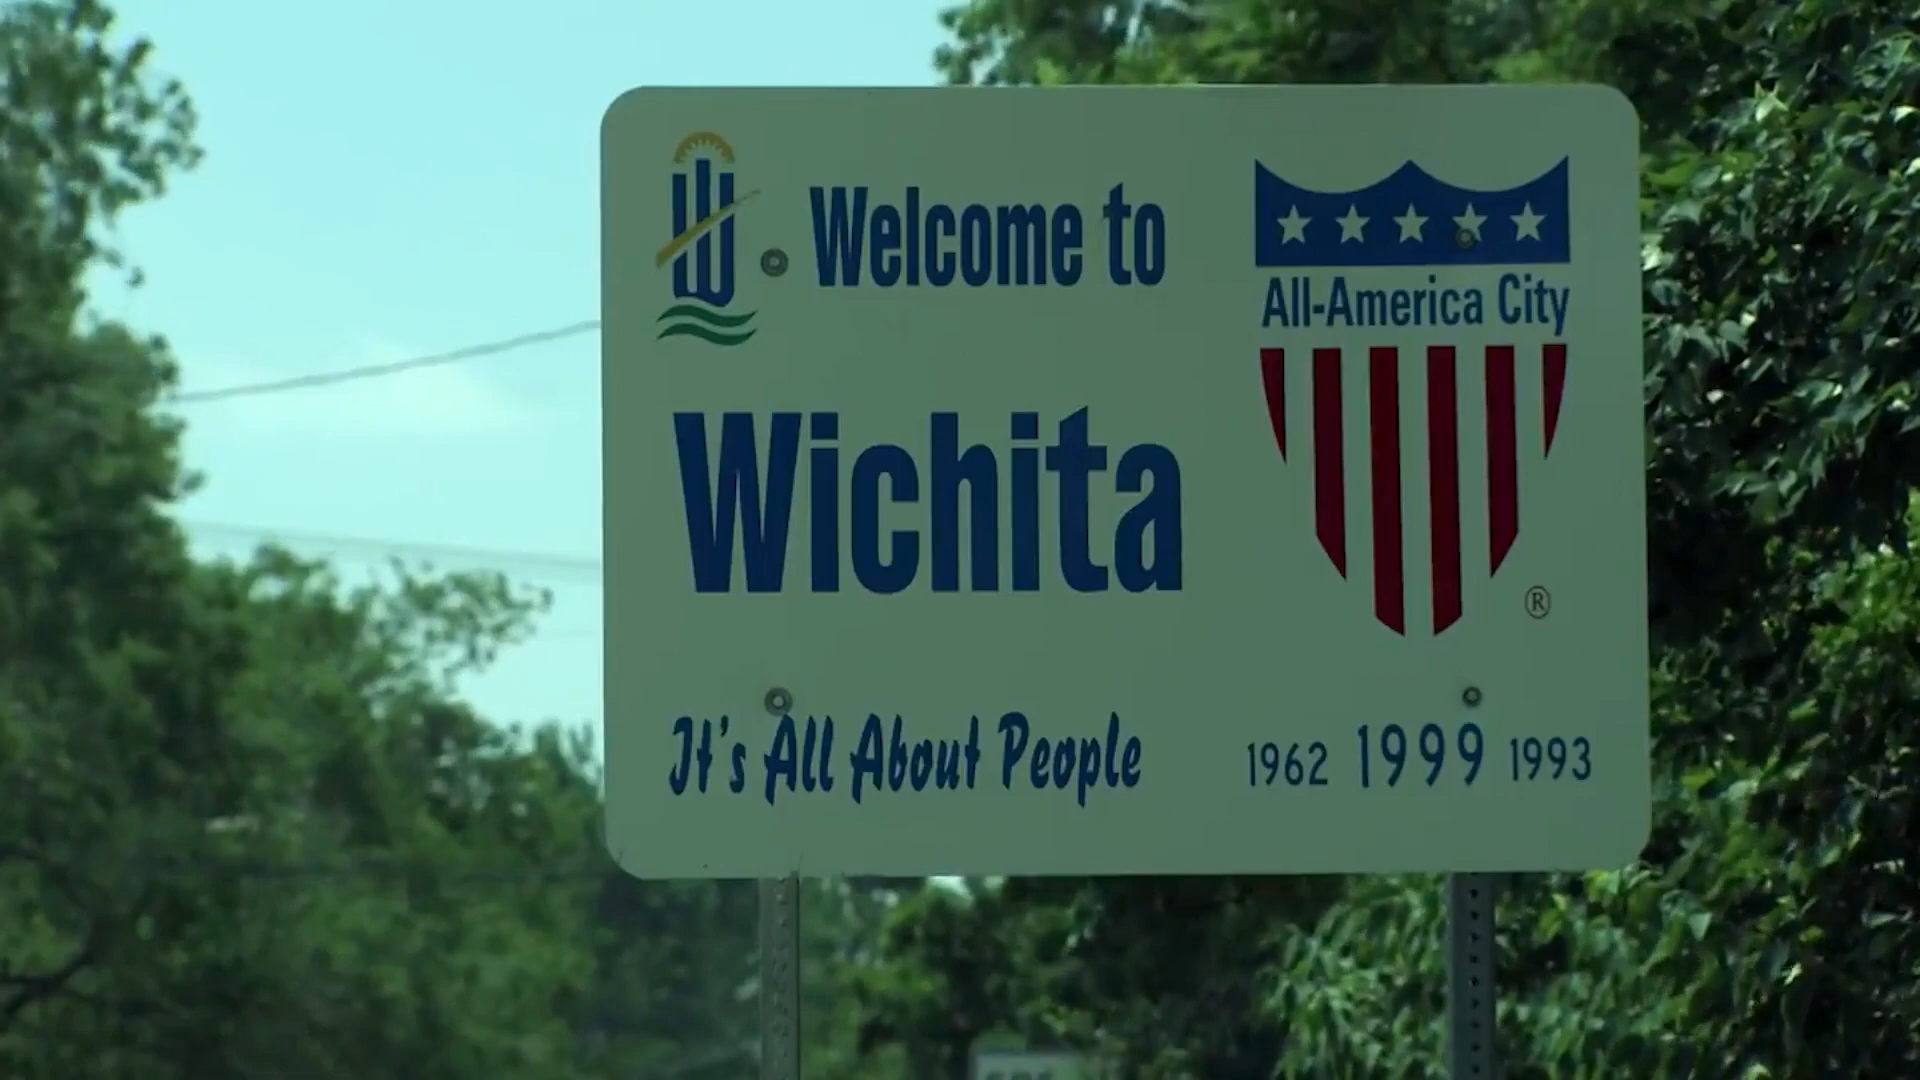 Welcome to
Wichita
It's All About People
All-America City
®
1962 1999 1993